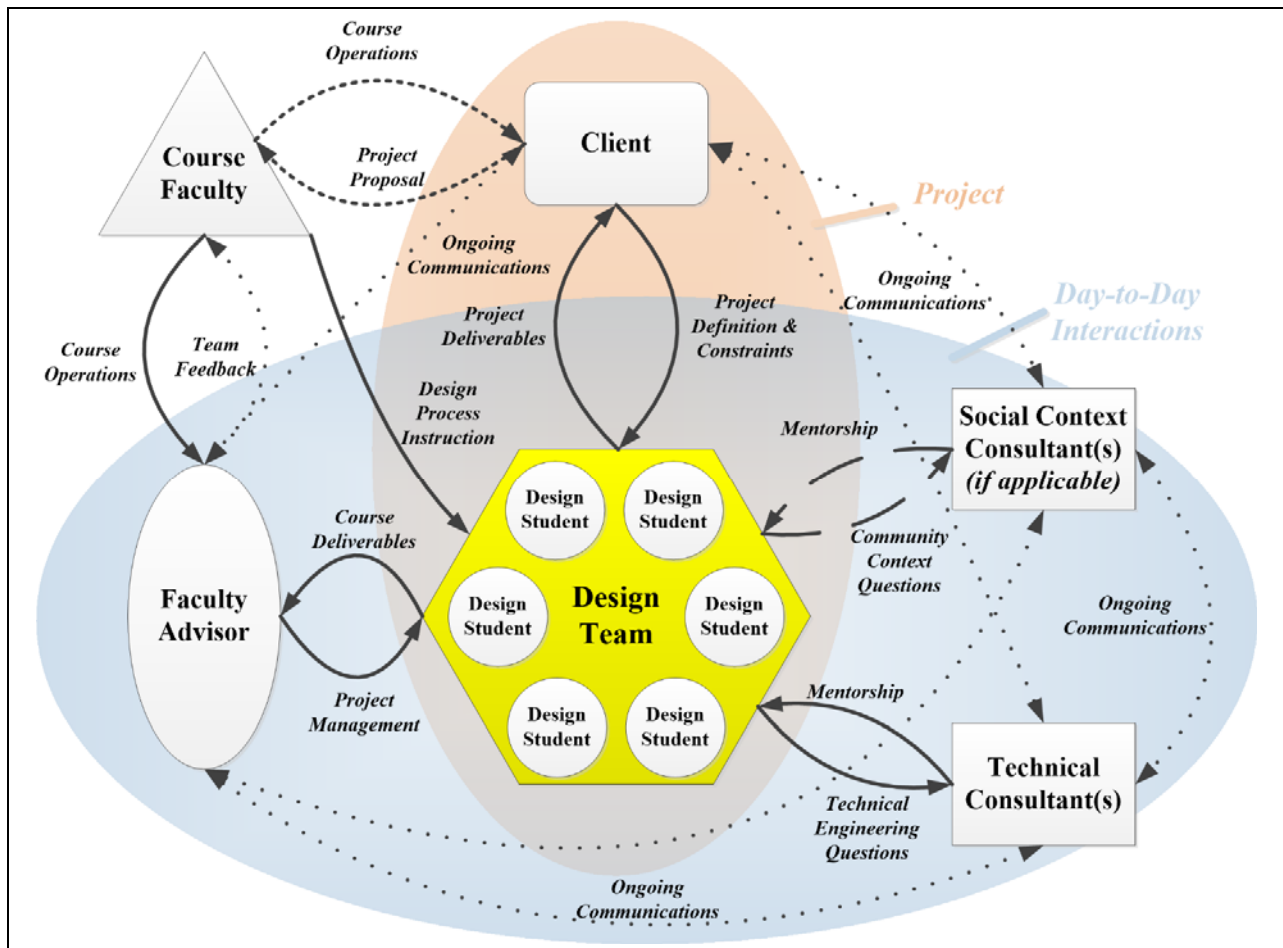 Course
Operations
Course
Faculty
Project
Proposal
Client
Project
Ongoing
Communications
Ongoing
Communications
Day-to-Day
Interactions
Project
Deliverables
Project
Definition &
Constraints
Course
Operations
Team
Feedback
Design
Process
Instruction
Mentorship
Social Context
Consultant(s)
(if applicable)
Course
Deliverables
Design
Student
Design
Student
Community
Context
Questions
Faculty
Advisor
Design
Student
Design
Team
Design
Student
Ongoing
Communications
Project
Management
Design
Student
Design
Student
Mentorship
Technical
Consultant(s)
Technical
Engineering
Questions
Ongoing
Communications